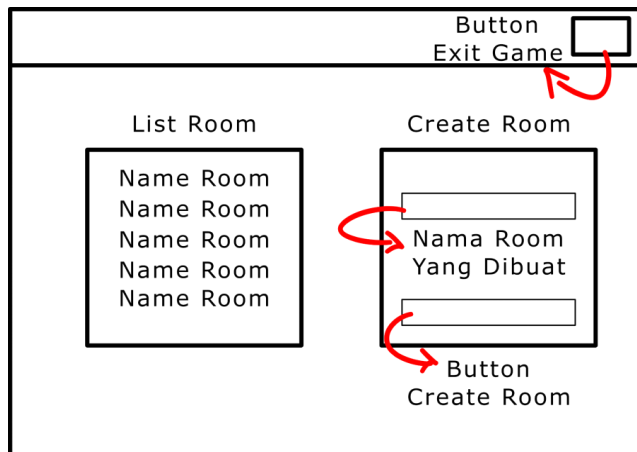 Button
Exit Game
List Room
Create Room
Name Room
Name Room
Name Room
Name Room
Name Room
Nama Room
Yang Dibuat
Button
Create Room